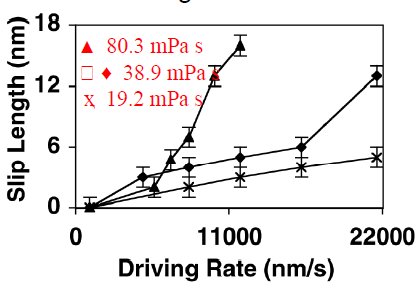 18
12
6
0
Slip Length (nm)
▲ 80.3 mPa s
□ ♦ 38.9 mPa s
x 19.2 mPa s
0 11000 22000
Driving Rate (nm/s)